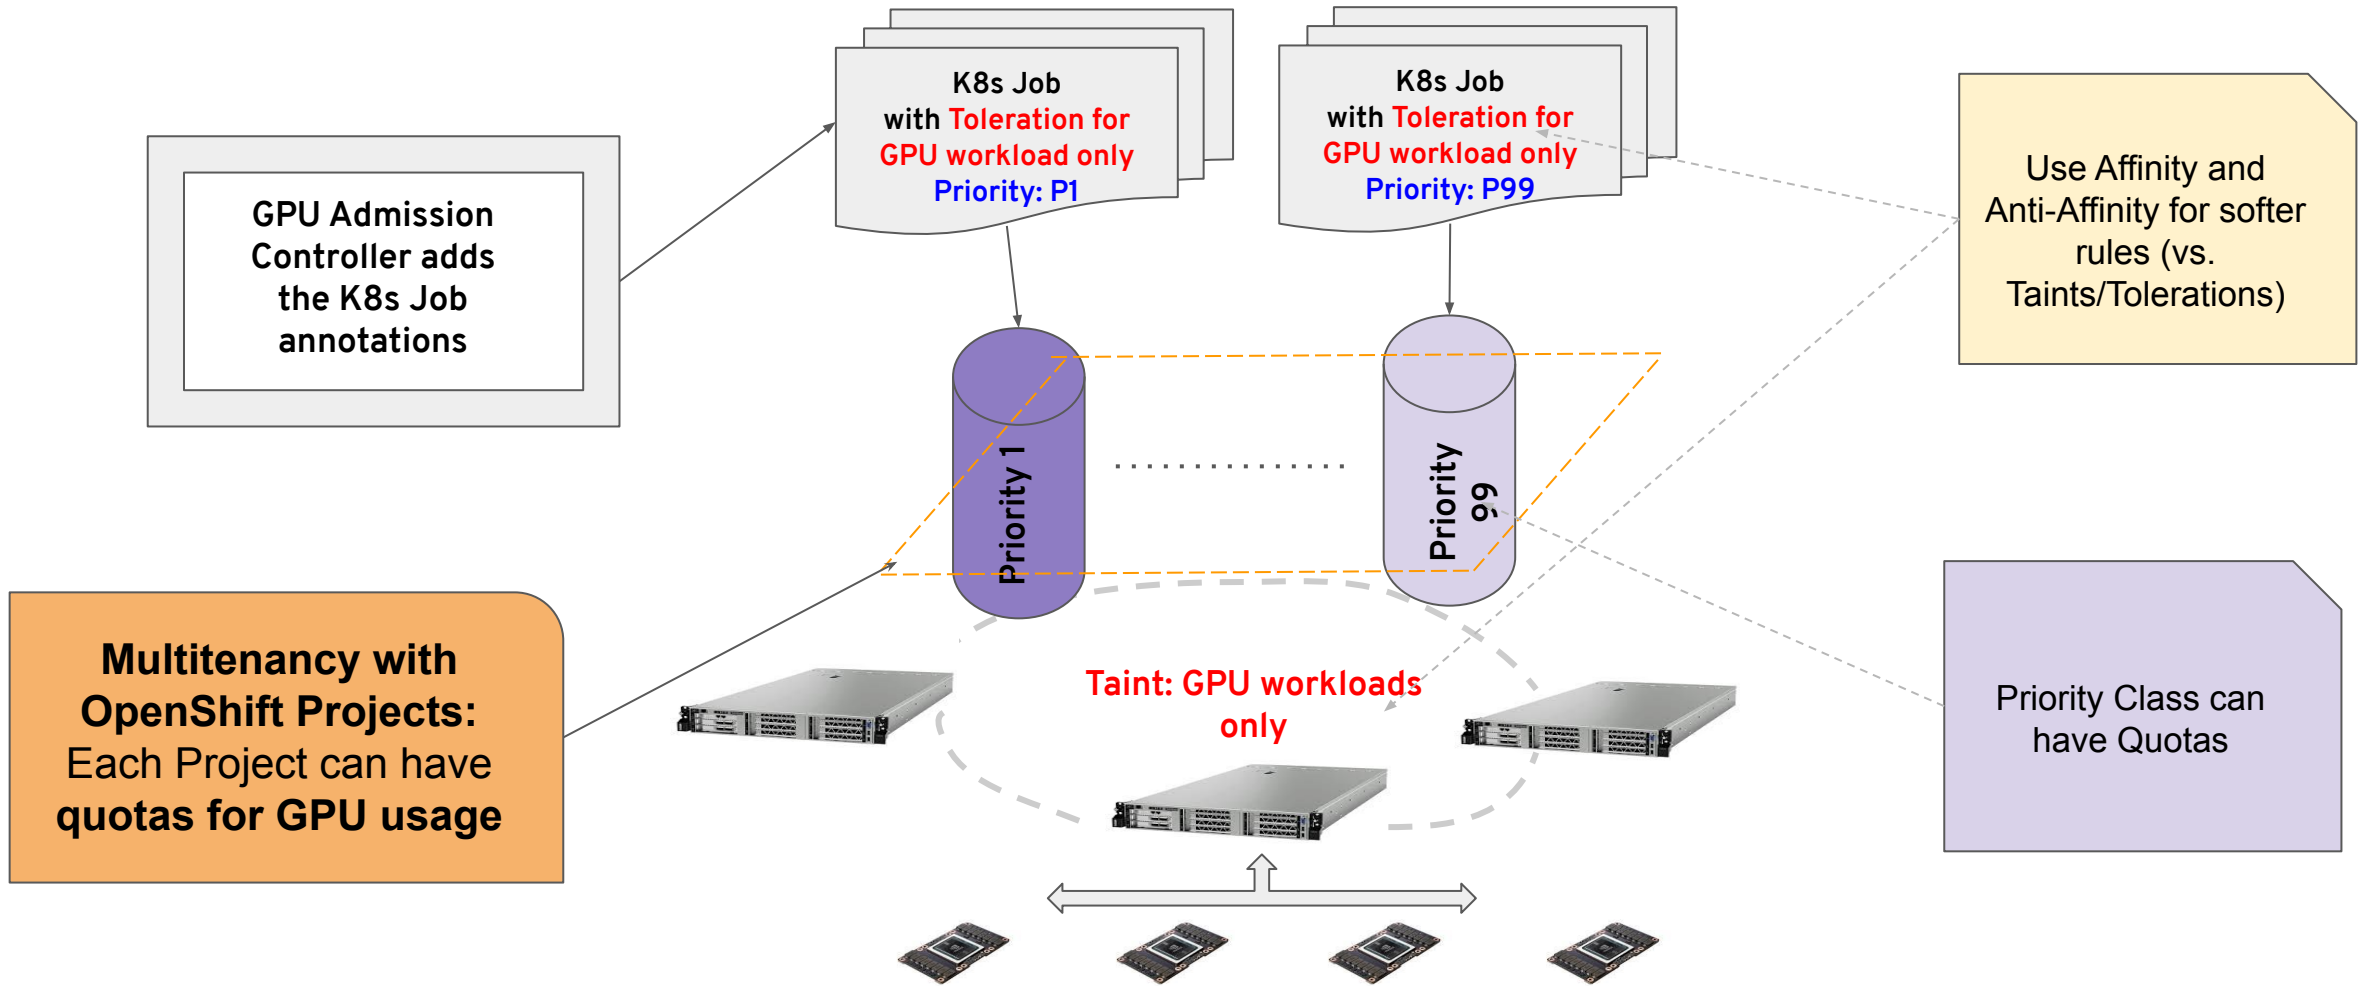 K8s Job
with Toleration for
GPU workload only
Priority: P1
K8s Job
with Toleration for
GPU workload only
Priority: P99
Use Affinity and
Anti-Affinity for softer
rules (vs.
Taints/Tolerations)
GPU Admission
Controller adds
the K8s Job
annotations
Priority 1
Priority
99
Multitenancy with
OpenShift Projects:
Each Project can have
quotas for GPU usage
Taint: GPU workloads
only
Priority Class can
have Quotas